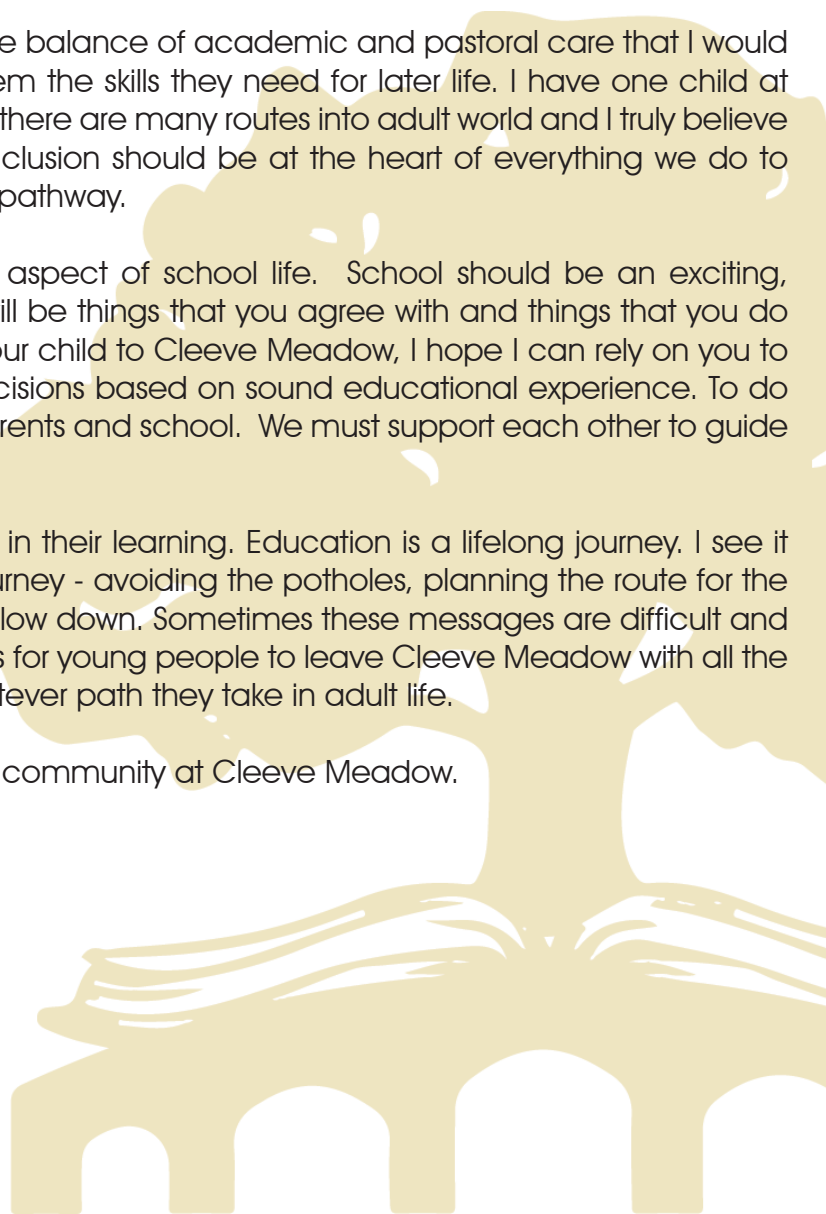 e balance of academic and pastoral care that I would
em the skills they need for later life. I have one child at
there are many routes into adult world and I truly believe
clusion should be at the heart of everything we do to
pathway.
aspect of school life. School should be an exciting,
ill be things that you agree with and things that you do
our child to Cleeve Meadow, I hope I can rely on you to
cisions based on sound educational experience. To do
rents and school. We must support each other to guide
in their learning. Education is a lifelong journey. I see it
urney - avoiding the potholes, planning the route for the
low down. Sometimes these messages are difficult and
s for young people to leave Cleeve Meadow with all the
tever path they take in adult life.
community at Cleeve Meadow.